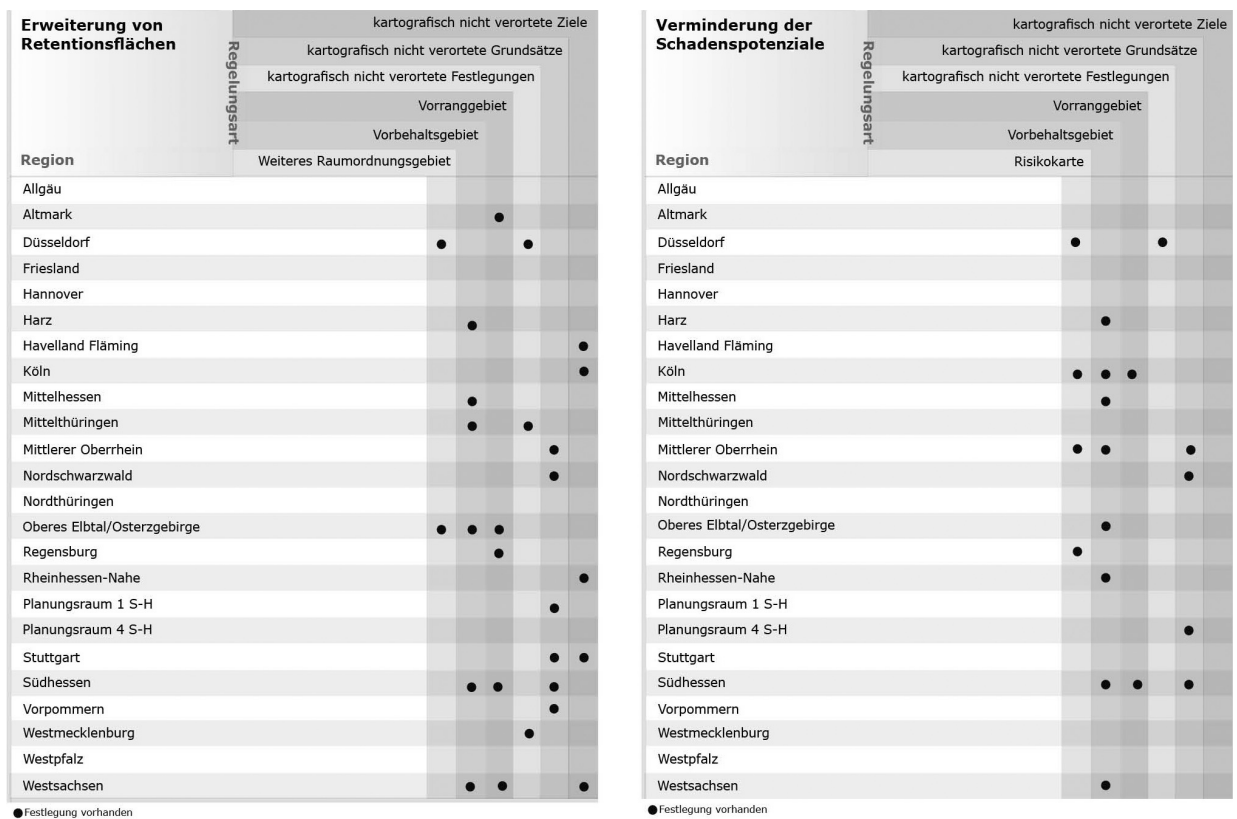 Erweiterung von
Retentionsflächen
Regelungsart
kartografisch nicht verortete Ziele
kartografisch nicht verortete Grundsätze
kartografisch nicht verortete Festlegungen
Vorranggebiet
Vorbehaltsgebiet
Weiteres Raumordnungsgebiet
Region
Allgäu
Altmark
Düsseldorf
Friesland
Hannover
Harz
Havelland Fläming
Köln
Mittelhessen
Mittelthüringen
Mittlerer Oberrhein
Nordschwarzwald
Nordthüringen
Oberes Elbtal/Osterzgebirge
Regensburg
Rheinhessen-Nahe
Planungsraum 1 S-H
Planungsraum 4 S-H
Stuttgart
Südhessen
Vorpommern
Westmecklenburg
Westpfalz
Westsachsen
Festlegung vorhanden
Verminderung der
Schadenspotenziale
Regelungsart
kartografisch nicht verortete Ziele
kartografisch nicht verortete Grundsätze
kartografisch nicht verortete Festlegungen
Vorranggebiet
Vorbehaltsgebiet
Risikokarte
Region
Allgäu
Altmark
Düsseldorf
Friesland
Hannover
Harz
Havelland Fläming
Köln
Mittelhessen
Mittelthüringen
Mittlerer Oberrhein
Nordschwarzwald
Nordthüringen
Oberes Elbtal/Osterzgebirge
Regensburg
Rheinhessen-Nahe
Planungsraum 1 S-H
Planungsraum 4 S-H
Stuttgart
Südhessen
Vorpommern
Westmecklenburg
Westpfalz
Westsachsen
Festlegung vorhanden